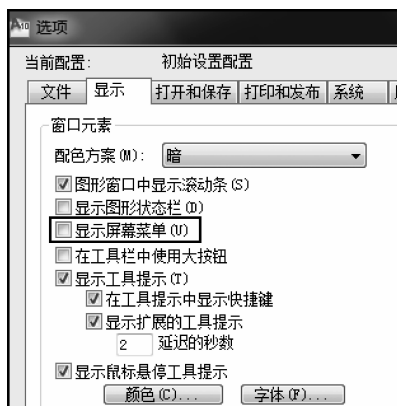 选项
当前配置: 初始设置配置
文件 显示 打开和保存 打印和发布 系统
窗口元素
配色方案(M): 暗
图形窗口中显示滚动条(S)
显示图形状态栏(D)
显示屏幕菜单(U)
在工具栏中使用大按钮
显示工具提示(T)
在工具提示中显示快捷键
显示扩展的工具提示
2 延迟的秒数
显示鼠标悬停工具提示
颜色(C)... 字体(F)...